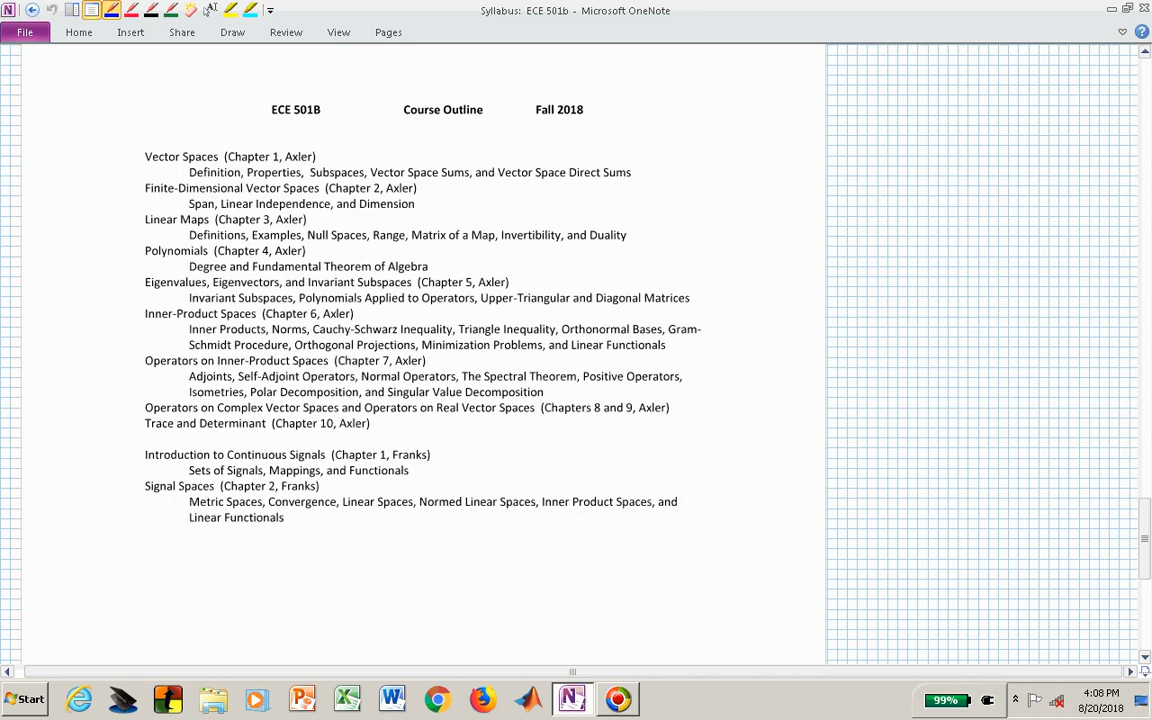 Syllabus: ECE 501b - Microsoft OneNote
File Home Insert Share Draw Review View Pages
ECE 501B Course Outline Fall 2018
Vector Spaces (Chapter 1, Axler)
Definition, Properties, Subspaces, Vector Space Sums, and Vector Space Direct Sums
Finite-Dimensional Vector Spaces (Chapter 2, Axler)
Span, Linear Independence, and Dimension
Linear Maps (Chapter 3, Axler)
Definitions, Examples, Null Spaces, Range, Matrix of a Map, Invertibility, and Duality
Polynomials (Chapter 4, Axler)
Degree and Fundamental Theorem of Algebra
Eigenvalues, Eigenvectors, and Invariant Subspaces (Chapter 5, Axler)
Invariant Subspaces, Polynomials Applied to Operators, Upper-Triangular and Diagonal Matrices
Inner-Product Spaces (Chapter 6, Axler)
Inner Products, Norms, Cauchy-Schwarz Inequality, Triangle Inequality, Orthonormal Bases, Gram-
Schmidt Procedure, Orthogonal Projections, Minimization Problems, and Linear Functionals
Operators on Inner-Product Spaces (Chapter 7, Axler)
Adjoints, Self-Adjoint Operators, Normal Operators, The Spectral Theorem, Positive Operators,
Isometries, Polar Decomposition, and Singular Value Decomposition
Operators on Complex Vector Spaces and Operators on Real Vector Spaces (Chapters 8 and 9, Axler)
Trace and Determinant (Chapter 10, Axler)
Introduction to Continuous Signals (Chapter 1, Franks)
Sets of Signals, Mappings, and Functionals
Signal Spaces (Chapter 2, Franks)
Metric Spaces, Convergence, Linear Spaces, Normed Linear Spaces, Inner Product Spaces, and
Linear Functionals
Start 99% 4:08 PM
8/20/2018